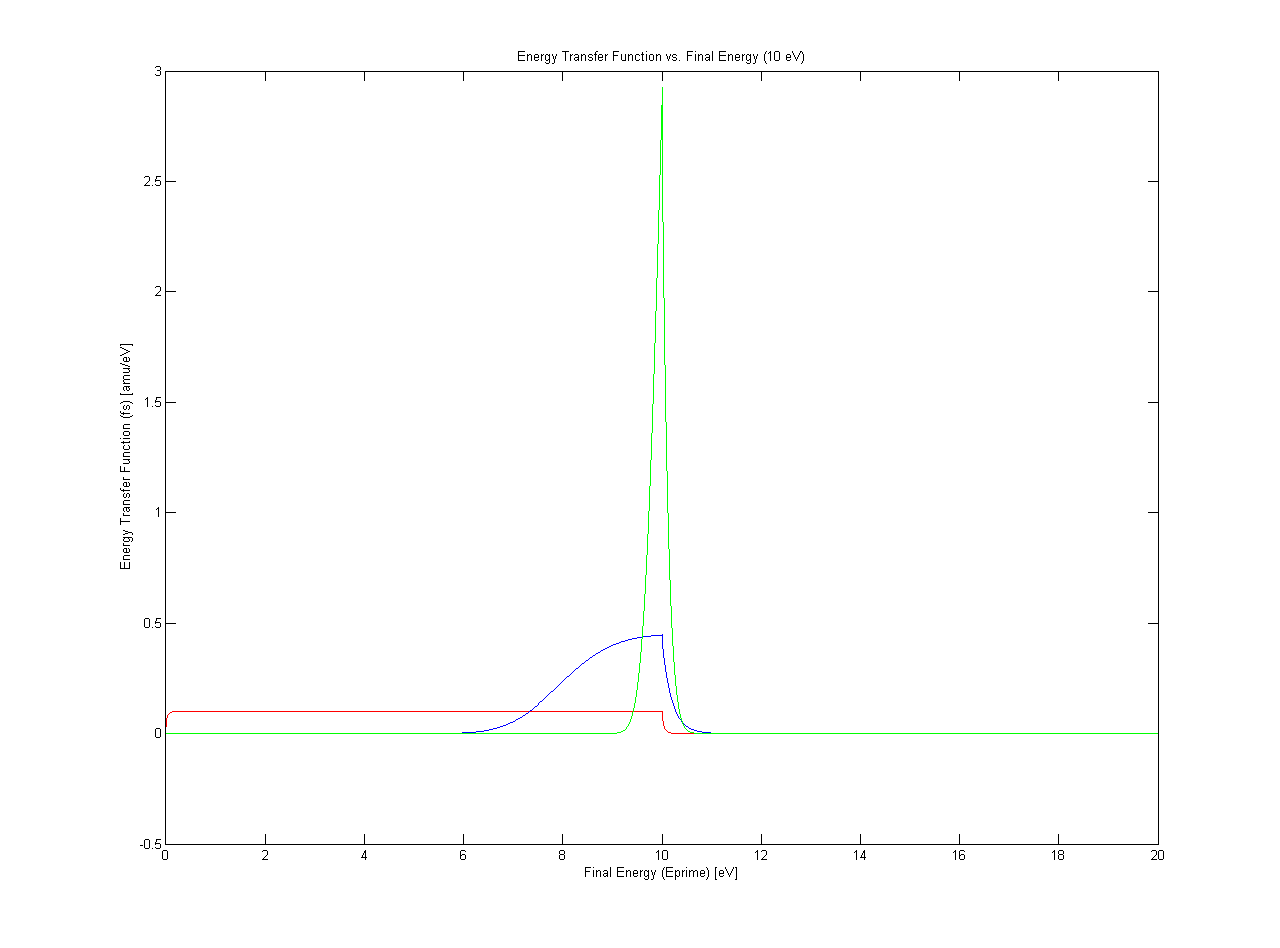 Energy Transfer Function vs. Final Energy (10 eV)
3
2.5
2
1.5
1
0.5
0
-0.5
Energy Transfer Function (fs) [amu/eV]
0 2 4 6 8 10 12 14 16 18 20
Final Energy (Eprime) [eV]